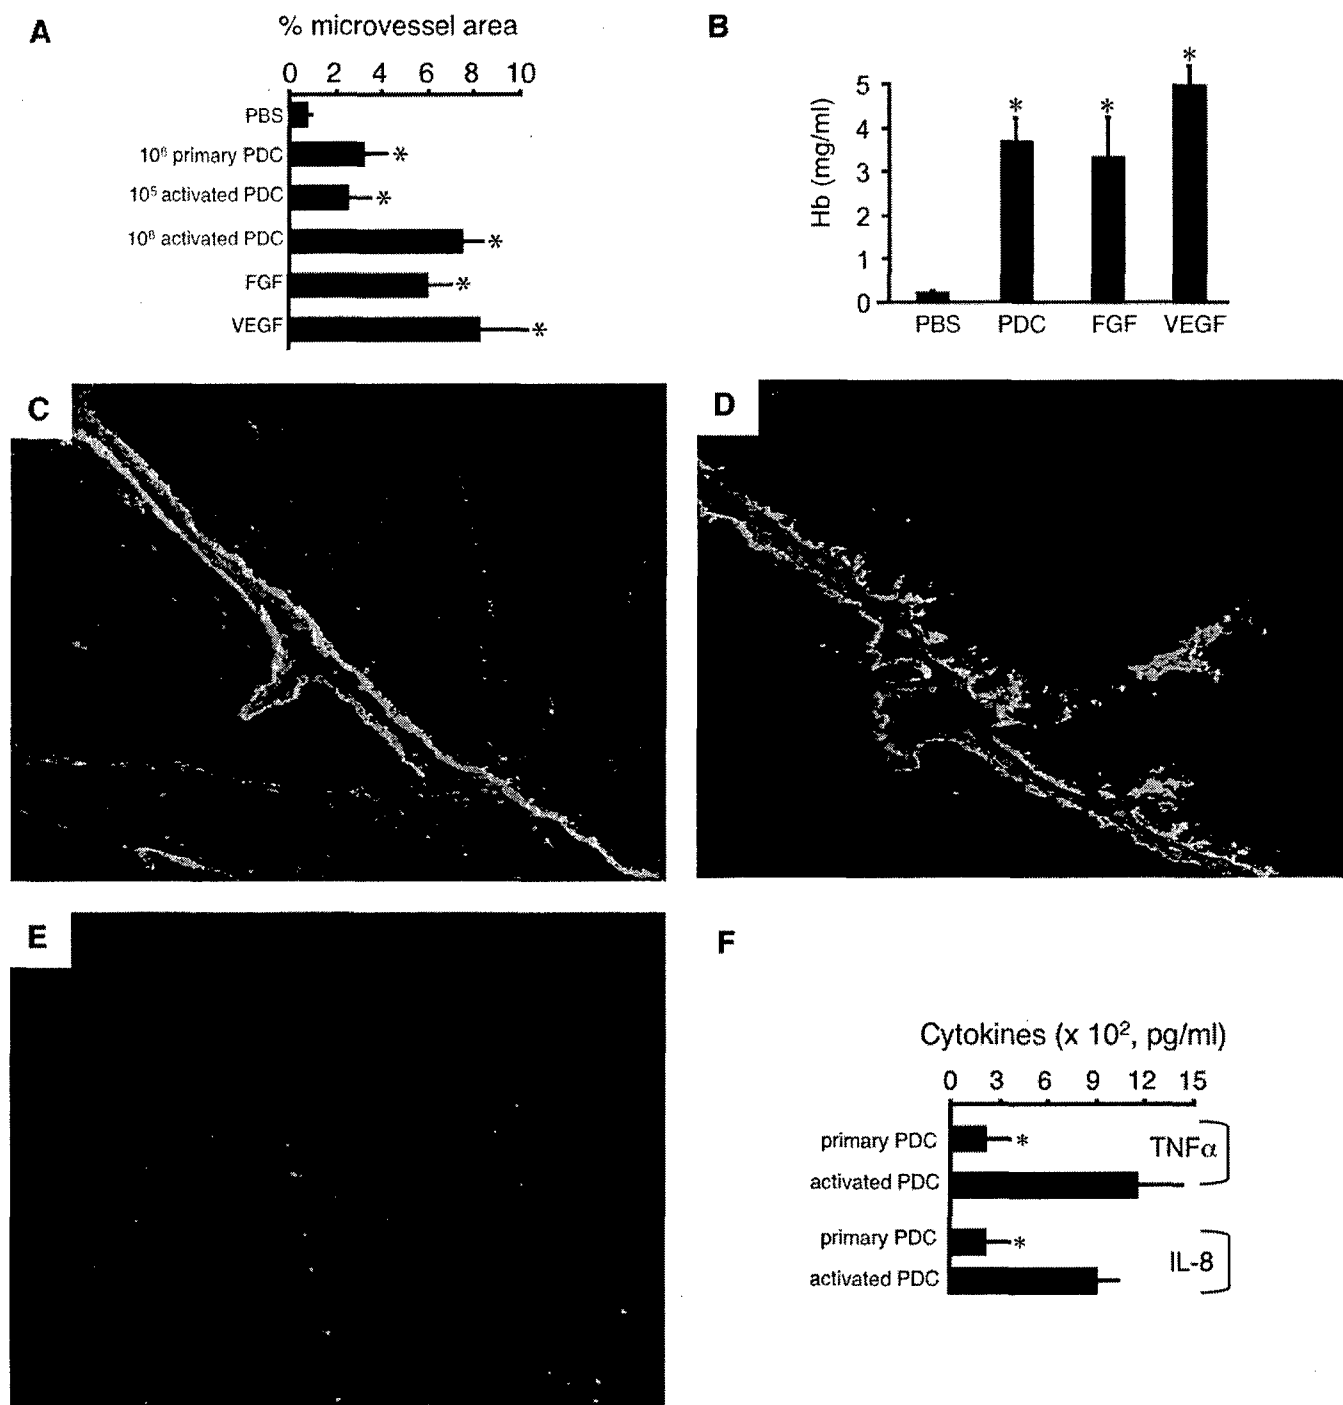 A
% microvessel area
0 2 4 6 8 10
PBS
10⁶ primary PDC *
10⁵ activated PDC *
10⁶ activated PDC *
FGF *
VEGF *
B
Hb (mg/ml)
5
4
3
2
1
0
* * *
PBS PDC FGF VEGF
C
D
E
F
Cytokines (x 10², pg/ml)
0 3 6 9 12 15
primary PDC *
activated PDC
TNFα
primary PDC *
activated PDC
IL-8